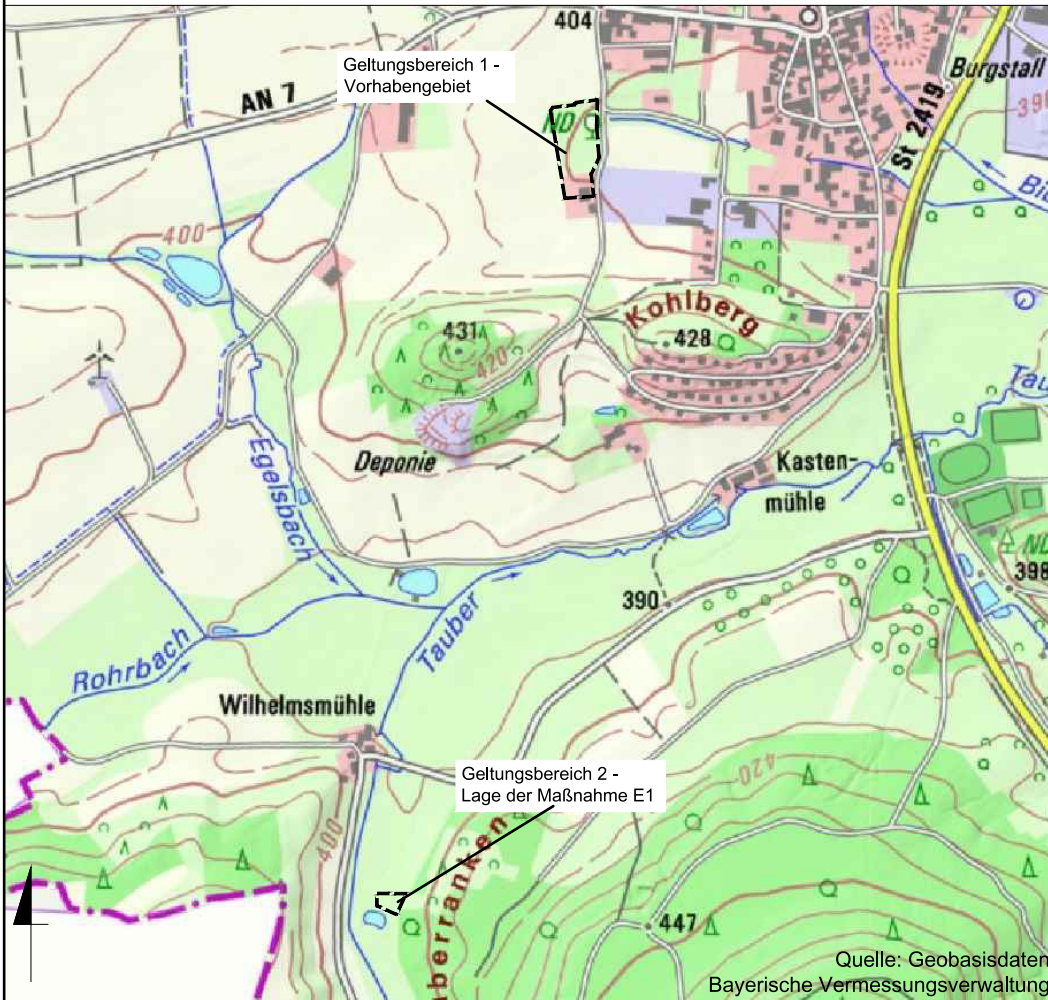 404
Geltungsbereich 1 -
Vorhabengebiet
Burgstall
AN 7
ND
St 2419
400
Kohlberg
431
428
420
Deponie
Kasten-
mühle
Egelsbach
ND
398
390
Tauber
Rohrbach
Wilhelmsmühle
Geltungsbereich 2 -
Lage der Maßnahme E1
420
400
447
Quelle: Geobasisdaten
Bayerische Vermessungsverwaltung